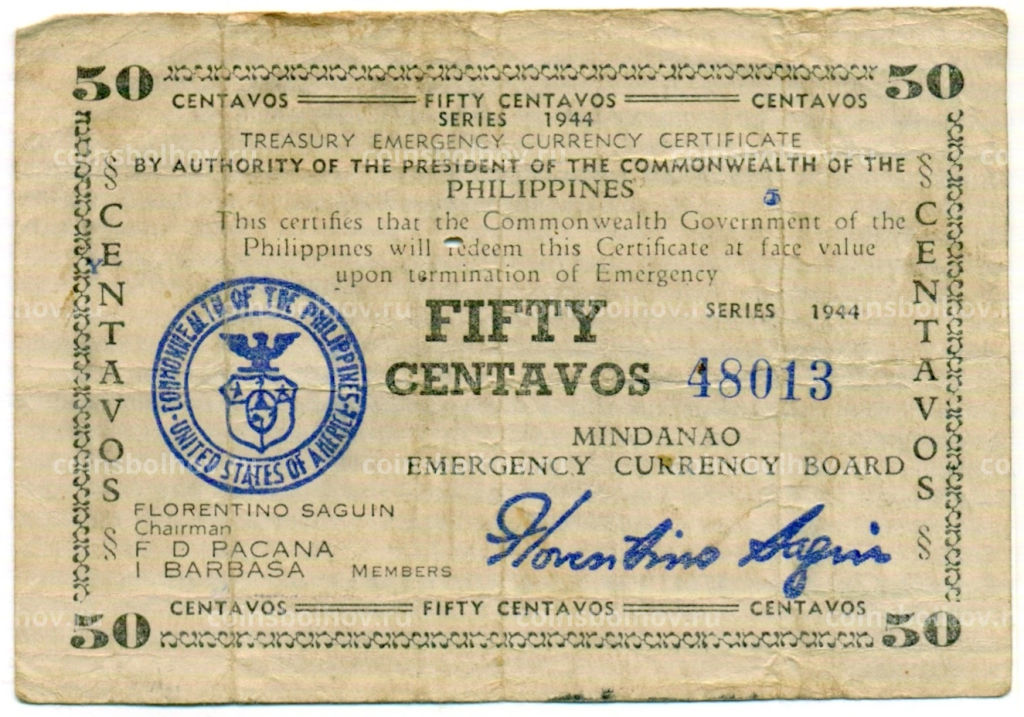 50 50
CENTAVOS FIFTY CENTAVOS CENTAVOS
SERIES 1944
TREASURY EMERGENCY CURRENCY CERTIFICATE
BY AUTHORITY OF THE PRESIDENT OF THE COMMONWEALTH OF THE
PHILIPPINES
5
This certifies that the Commonwealth Government of the
Philippines will redeem this Certificate at face value
upon termination of Emergency
§ CENTAVOS §
§ CENTAVOS §
COMMONWEALTH OF THE PHILIPPINES
UNITED STATES OF AMERICA
FIFTY SERIES 1944
CENTAVOS 48013
MINDANAO
EMERGENCY CURRENCY BOARD
FLORENTINO SAGUIN
Chairman
F D PACANA
I BARBASA MEMBERS
Florentino Saguin
CENTAVOS FIFTY CENTAVOS CENTAVOS
50 50
coinsbolhov.ru